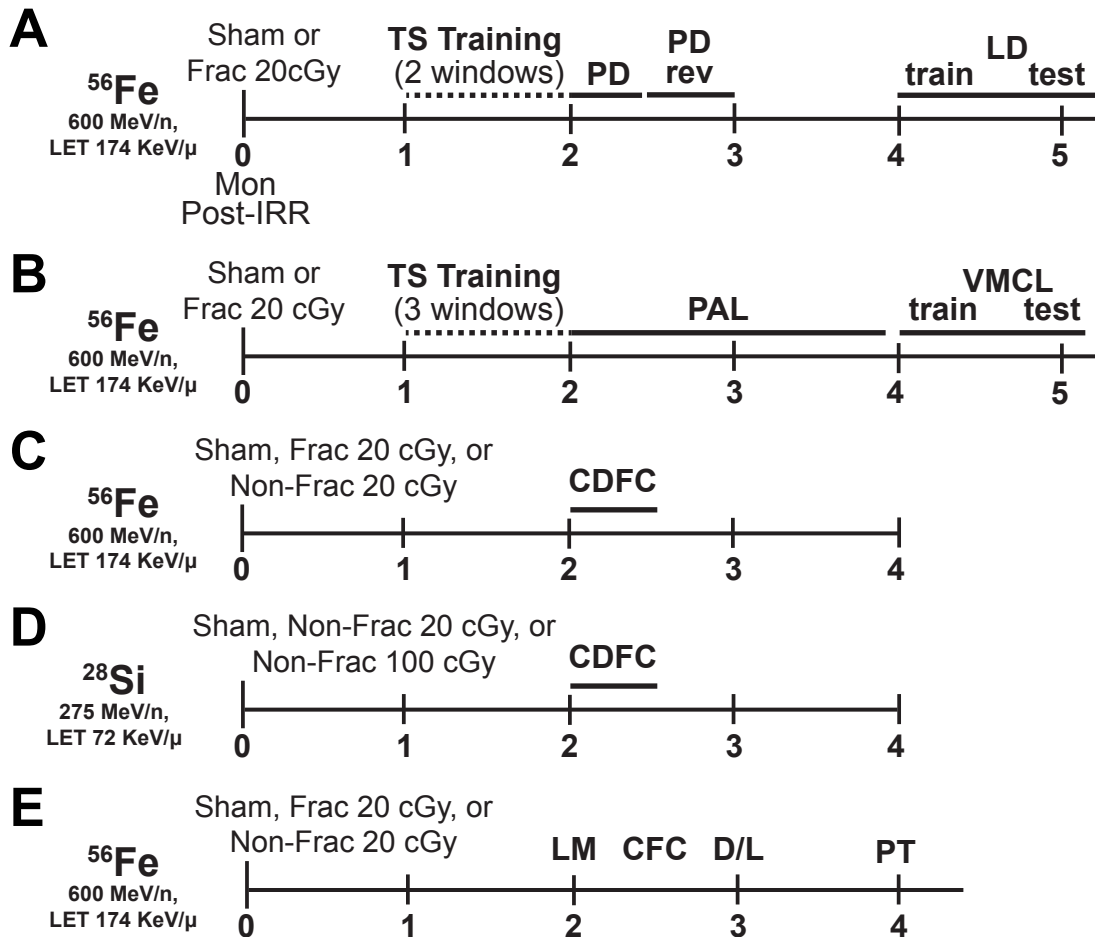 A
Sham or
Frac 20cGy
TS Training
(2 windows)
PD
PD
rev
LD
train test
56Fe
600 MeV/n,
LET 174 KeV/µ
0 1 2 3 4 5
Mon
Post-IRR
B
Sham or
Frac 20 cGy
TS Training
(3 windows)
PAL
VMCL
train test
56Fe
600 MeV/n,
LET 174 KeV/µ
0 1 2 3 4 5
C
Sham, Frac 20 cGy, or
Non-Frac 20 cGy
CDFC
56Fe
600 MeV/n,
LET 174 KeV/µ
0 1 2 3 4
D
Sham, Non-Frac 20 cGy, or
Non-Frac 100 cGy
CDFC
28Si
275 MeV/n,
LET 72 KeV/µ
0 1 2 3 4
E
Sham, Frac 20 cGy, or
Non-Frac 20 cGy
LM CFC D/L PT
56Fe
600 MeV/n,
LET 174 KeV/µ
0 1 2 3 4